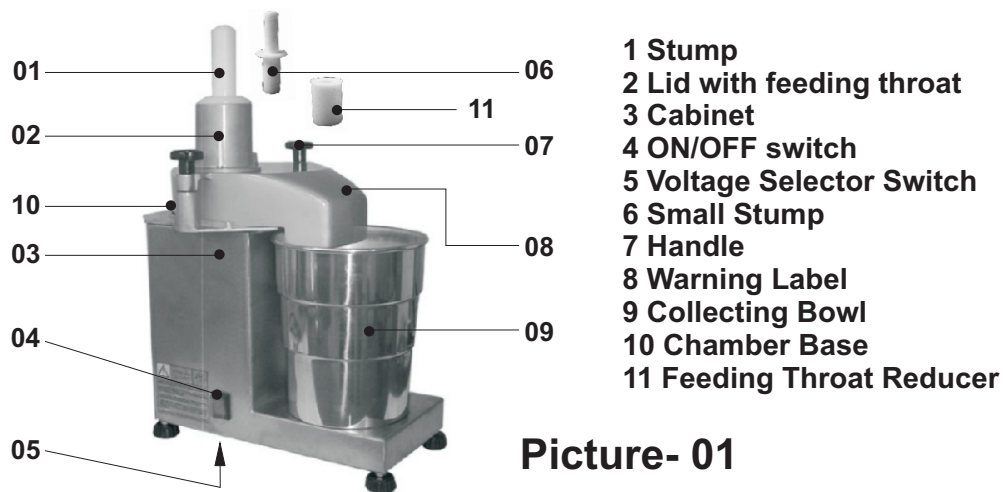 01
02
10
03
04
05
06
11
07
08
09
1 Stump
2 Lid with feeding throat
3 Cabinet
4 ON/OFF switch
5 Voltage Selector Switch
6 Small Stump
7 Handle
8 Warning Label
9 Collecting Bowl
10 Chamber Base
11 Feeding Throat Reducer
Picture- 01